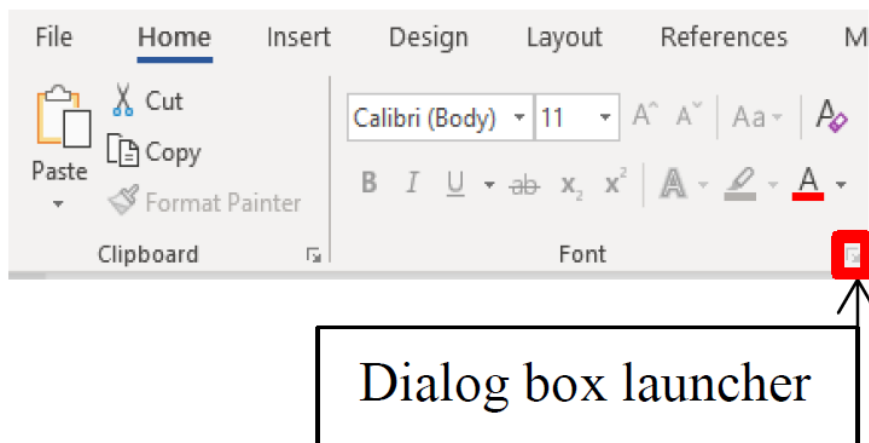 File Home Insert Design Layout References M
Cut
Calibri (Body) 11 A A Aa A
Copy
Paste
B I U ab x₂ x² A A
Format Painter
Clipboard Font
Dialog box launcher